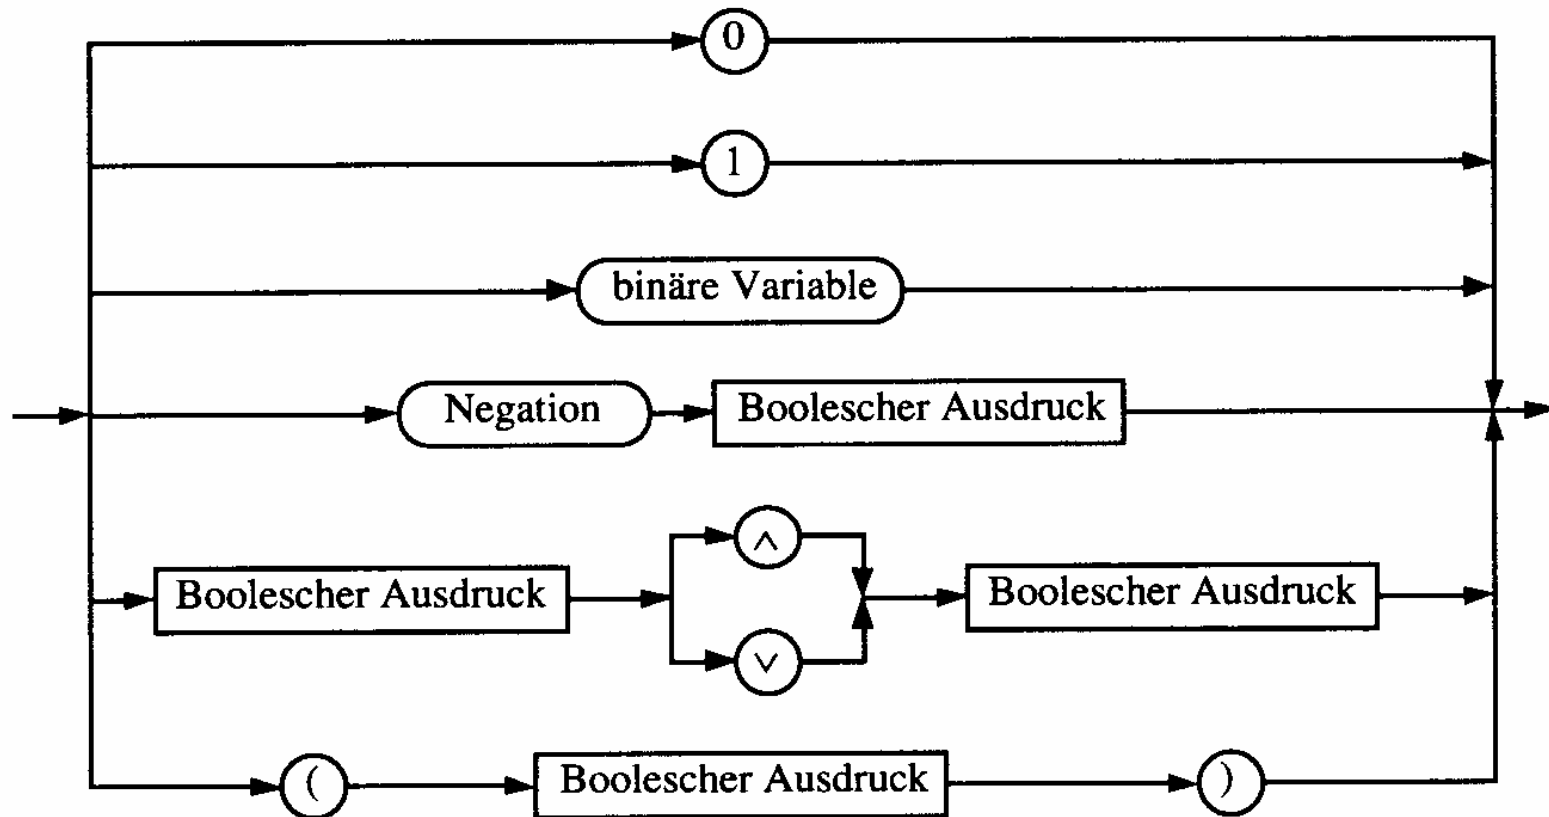 0
1
binäre Variable
Negation Boolescher Ausdruck
∧
Boolescher Ausdruck Boolescher Ausdruck
∨
( Boolescher Ausdruck )